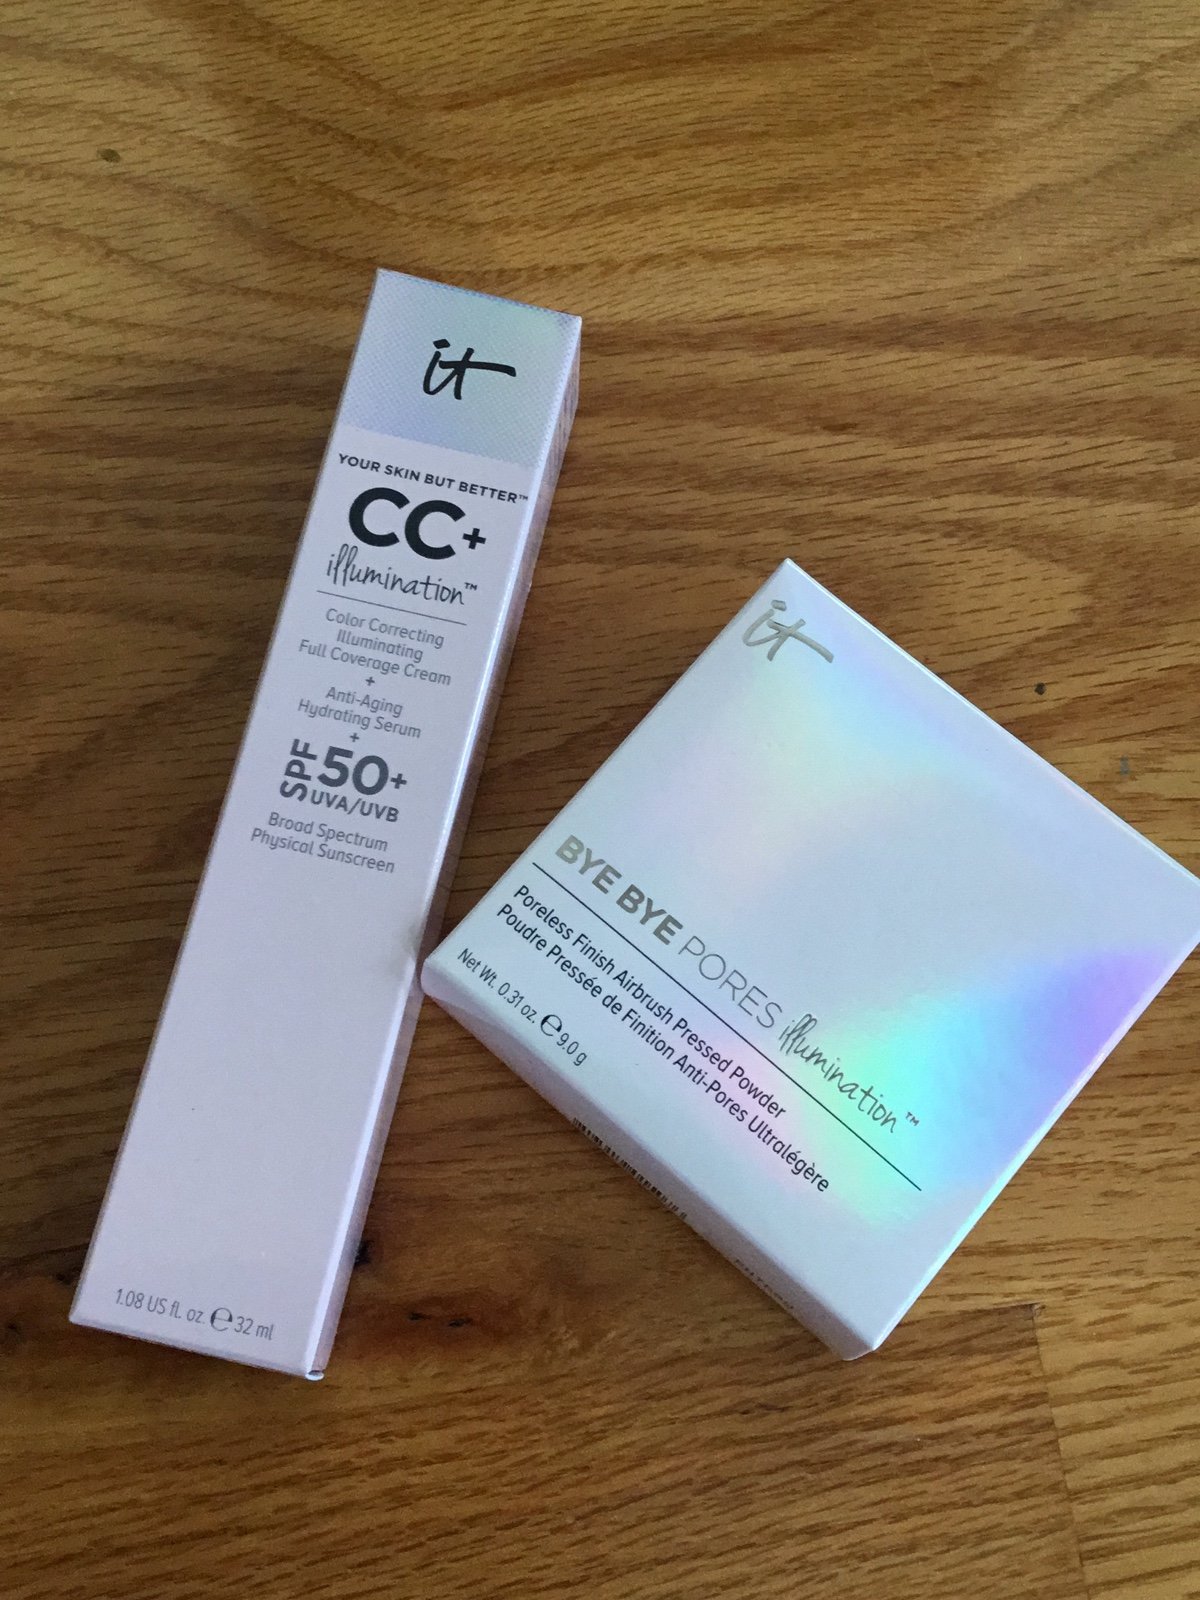 it
YOUR SKIN BUT BETTER™
CC+
illumination™
Color Correcting
Illuminating
Full Coverage Cream
+
Anti-Aging
Hydrating Serum
+
SPF 50+
UVA/UVB
Broad Spectrum
Physical Sunscreen
1.08 US fl. oz. ℮ 32 ml
it
BYE BYE PORES illumination™
Poreless Finish Airbrush Pressed Powder
Poudre Pressée de Finition Anti-Pores Ultralégère
Net Wt. 0.31 oz. ℮ 9.0 g